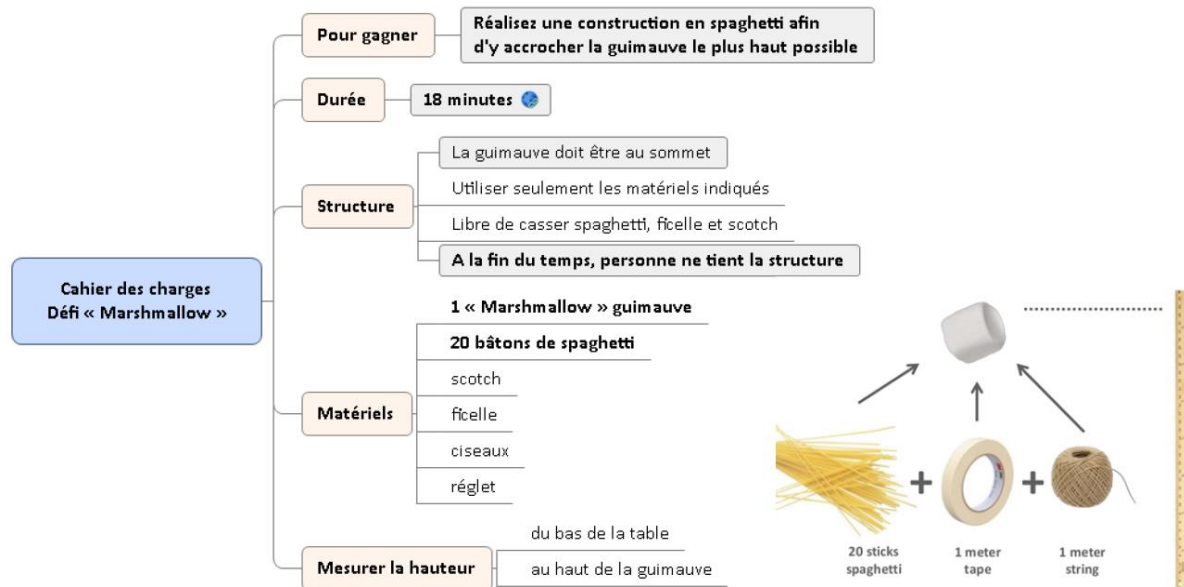 Cahier des charges
Défi « Marshmallow »
Pour gagner
Réalisez une construction en spaghetti afin
d'y accrocher la guimauve le plus haut possible
Durée
18 minutes
Structure
La guimauve doit être au sommet
Utiliser seulement les matériels indiqués
Libre de casser spaghetti, ficelle et scotch
A la fin du temps, personne ne tient la structure
Matériels
1 « Marshmallow » guimauve
20 bâtons de spaghetti
scotch
ficelle
ciseaux
réglet
Mesurer la hauteur
du bas de la table
au haut de la guimauve
+
+
20 sticks
spaghetti
1 meter
tape
1 meter
string